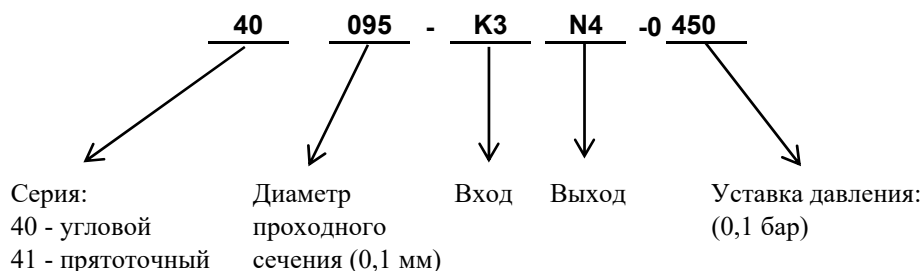 40 095 - K3 N4 -0 450
Серия: Диаметр Вход Выход Уставка давления:
40 - угловой проходного (0,1 бар)
41 - прятоточный сечения (0,1 мм)